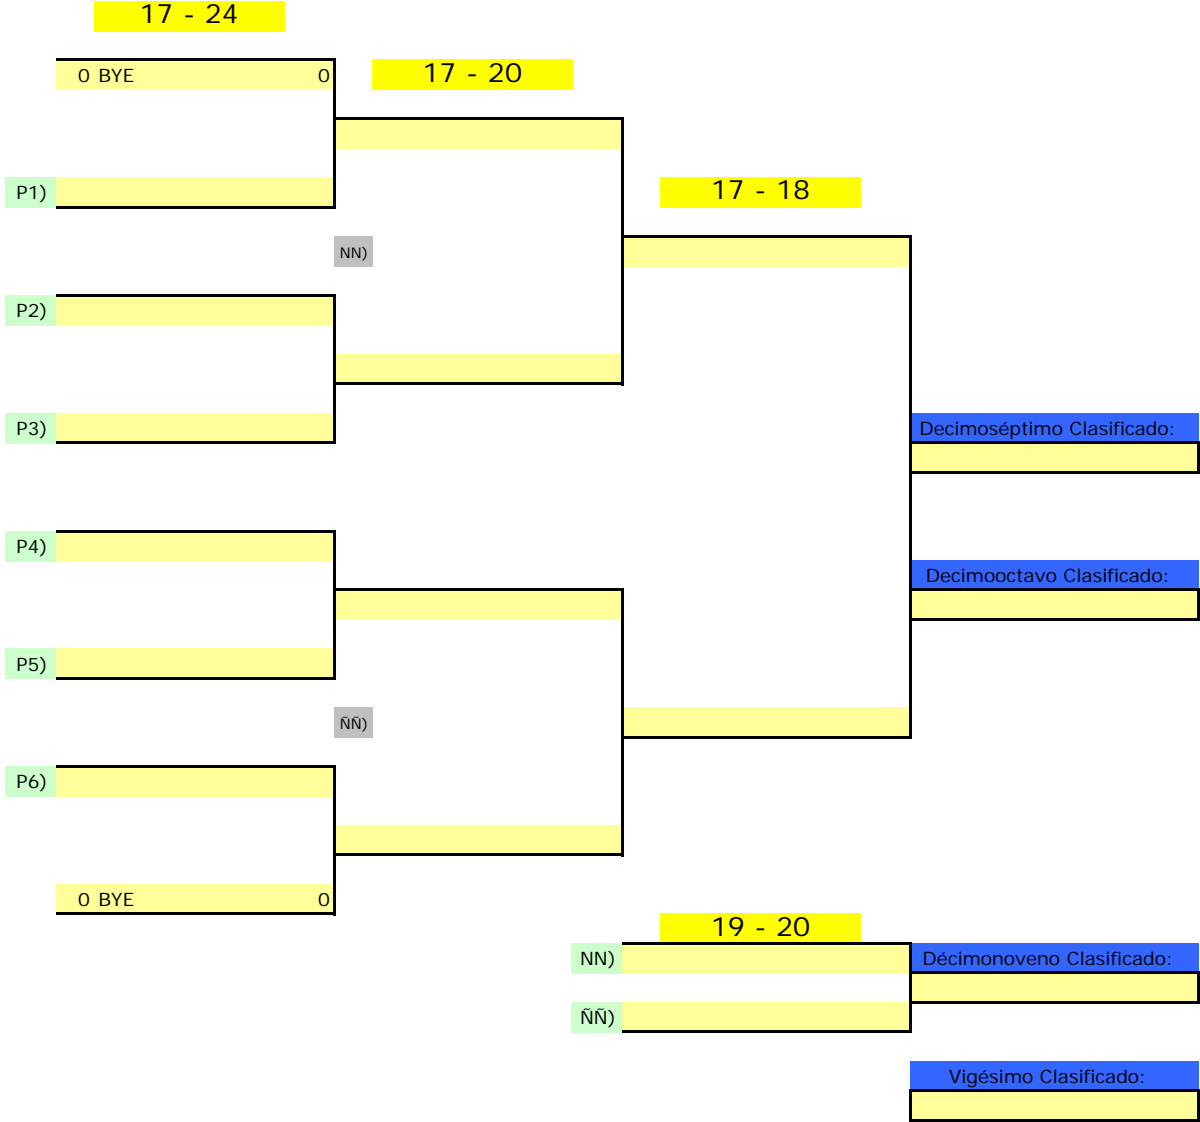 17 - 24
0 BYE 0
17 - 20
P1)
17 - 18
NN)
P2)
P3)
Decimoséptimo Clasificado:
P4)
Decimooctavo Clasificado:
P5)
ÑÑ)
P6)
0 BYE 0
19 - 20
NN)
Décimonoveno Clasificado:
ÑÑ)
Vigésimo Clasificado: